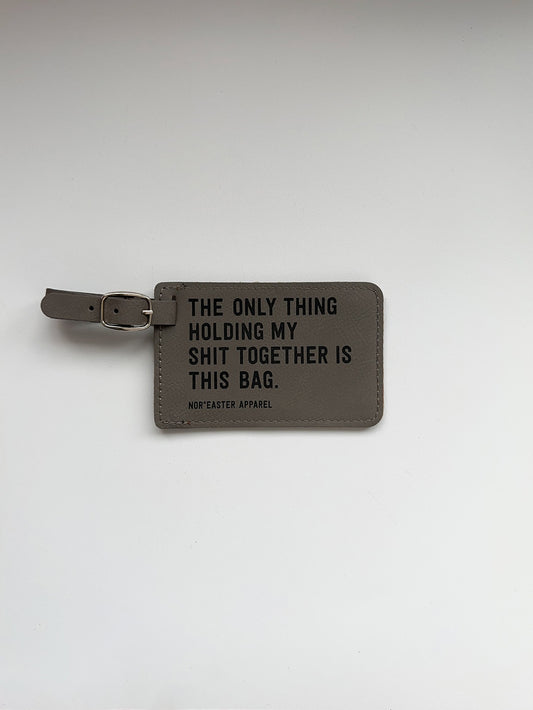 THE ONLY THING
HOLDING MY
SHIT TOGETHER IS
THIS BAG.
NOR'EASTER APPAREL